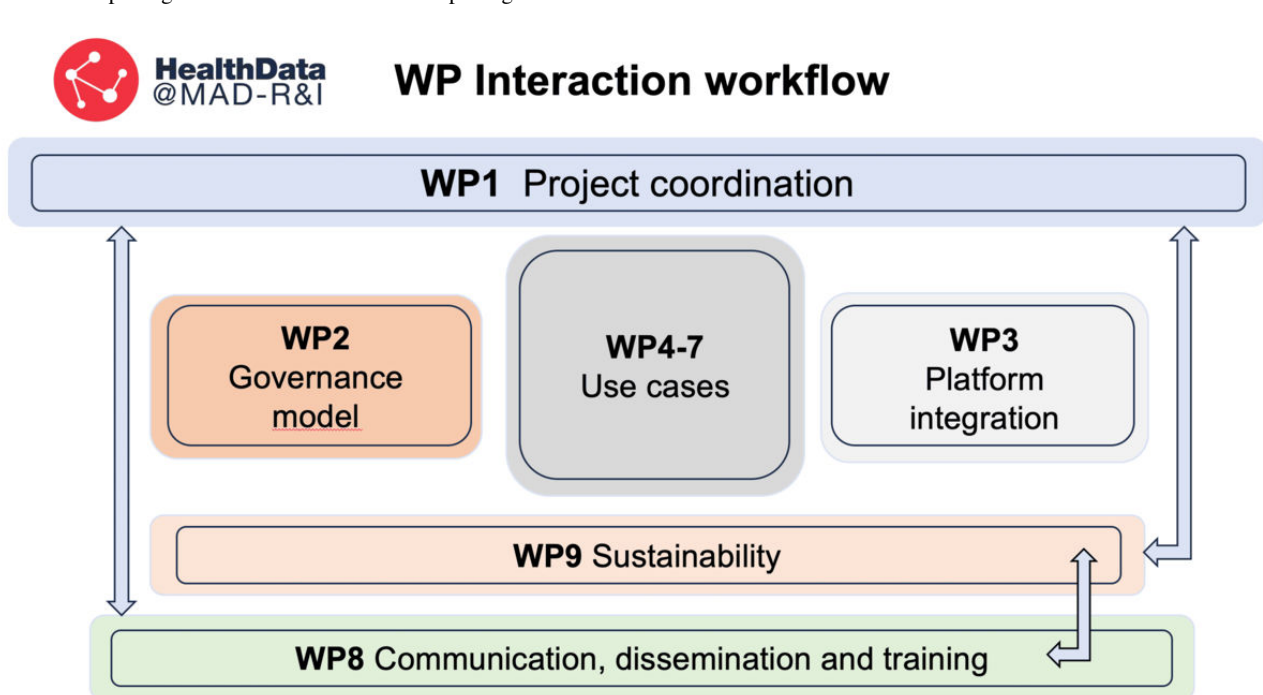 HealthData
@MAD-R&I
WP Interaction workflow
WP1 Project coordination
WP2
Governance
model
WP4-7
Use cases
WP3
Platform
integration
WP9 Sustainability
WP8 Communication, dissemination and training